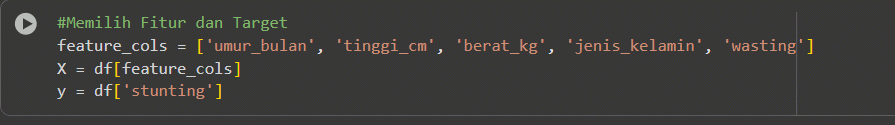 #Memilih Fitur dan Target
feature_cols = ['umur_bulan', 'tinggi_cm', 'berat_kg', 'jenis_kelamin', 'wasting']
X = df[feature_cols]
y = df['stunting']